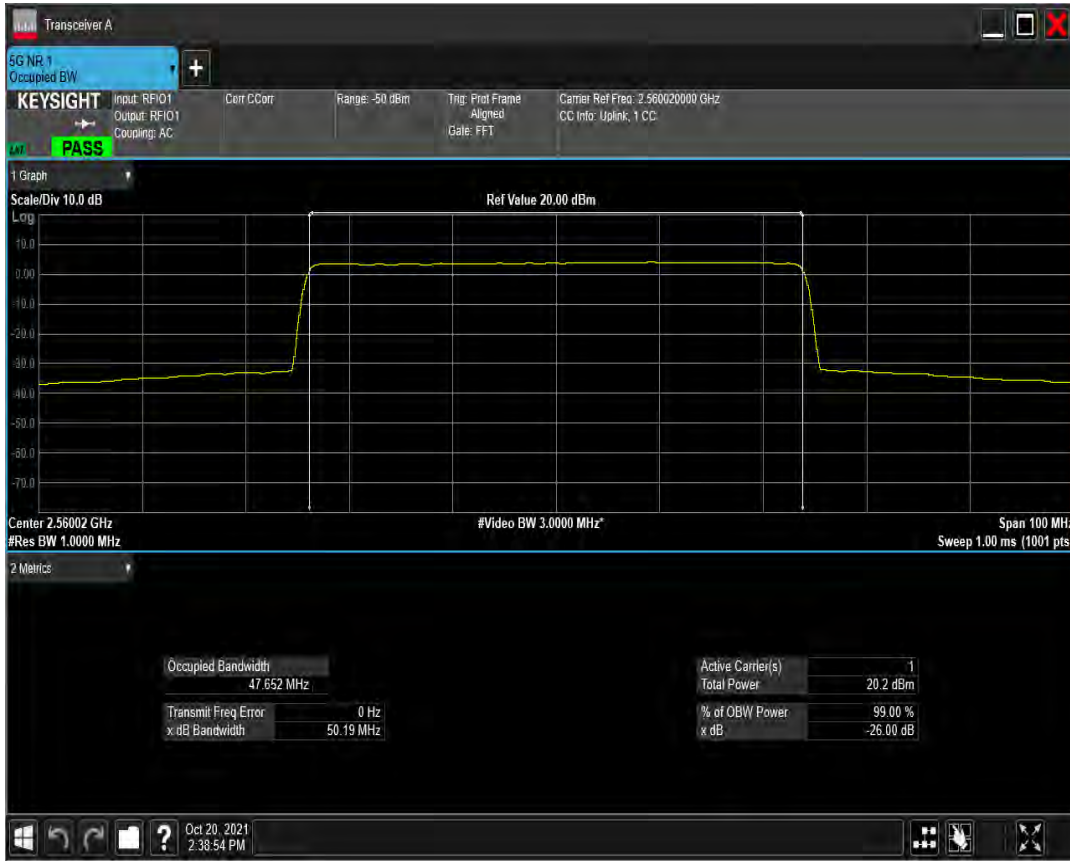 Transceiver A
5G NR 1
Occupied BW
KEYSIGHT
PASS
Input: RFIO1
Output: RFIO1
Coupling: AC
Corr CCorr
Range: -50 dBm
Trig: Prot Frame
Aligned
Gate: FFT
Carrier Ref Freq: 2.560020000 GHz
CC Info: Uplink, 1 CC
1 Graph
Scale/Div 10.0 dB
Ref Value 20.00 dBm
Log
10.0
0.00
-10.0
-20.0
-30.0
-40.0
-50.0
-60.0
-70.0
Center 2.56002 GHz
#Video BW 3.0000 MHz*
Span 100 MHz
#Res BW 1.0000 MHz
Sweep 1.00 ms (1001 pts
2 Metrics
Occupied Bandwidth
47.652 MHz
Transmit Freq Error 0 Hz
x dB Bandwidth 50.19 MHz
Active Carrier(s) 1
Total Power 20.2 dBm
% of OBW Power 99.00 %
x dB -26.00 dB
?
Oct 20, 2021
2:38:54 PM